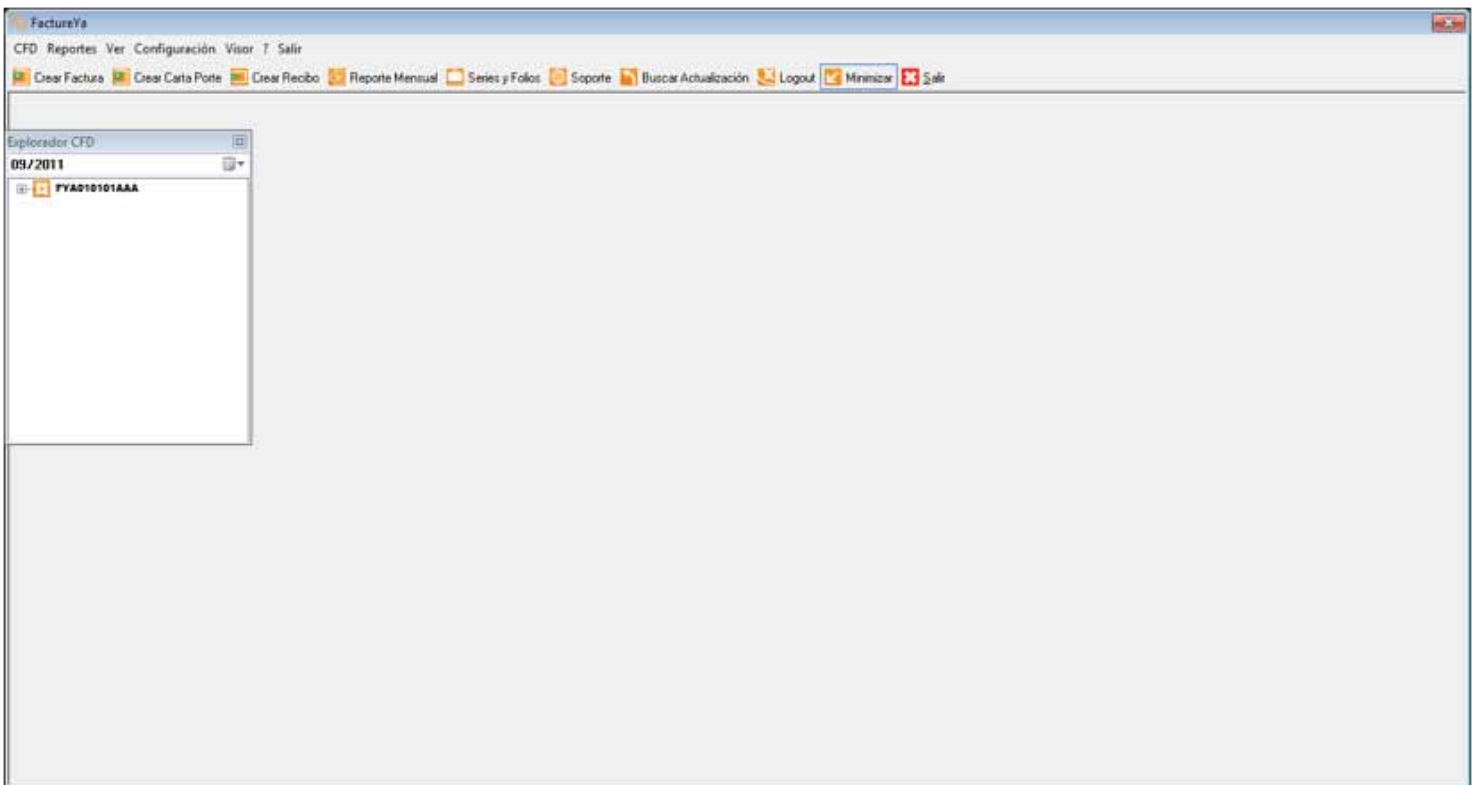 FactureYa
CFD Reportes Ver Configuración Visor ? Salir
Crear Factura Crear Carta Porte Crear Recibo Reporte Mensual Series y Folios Soporte Buscar Actualización Logout Minimizar Salir
Explorador CFD
09/2011
FYA010101AAA